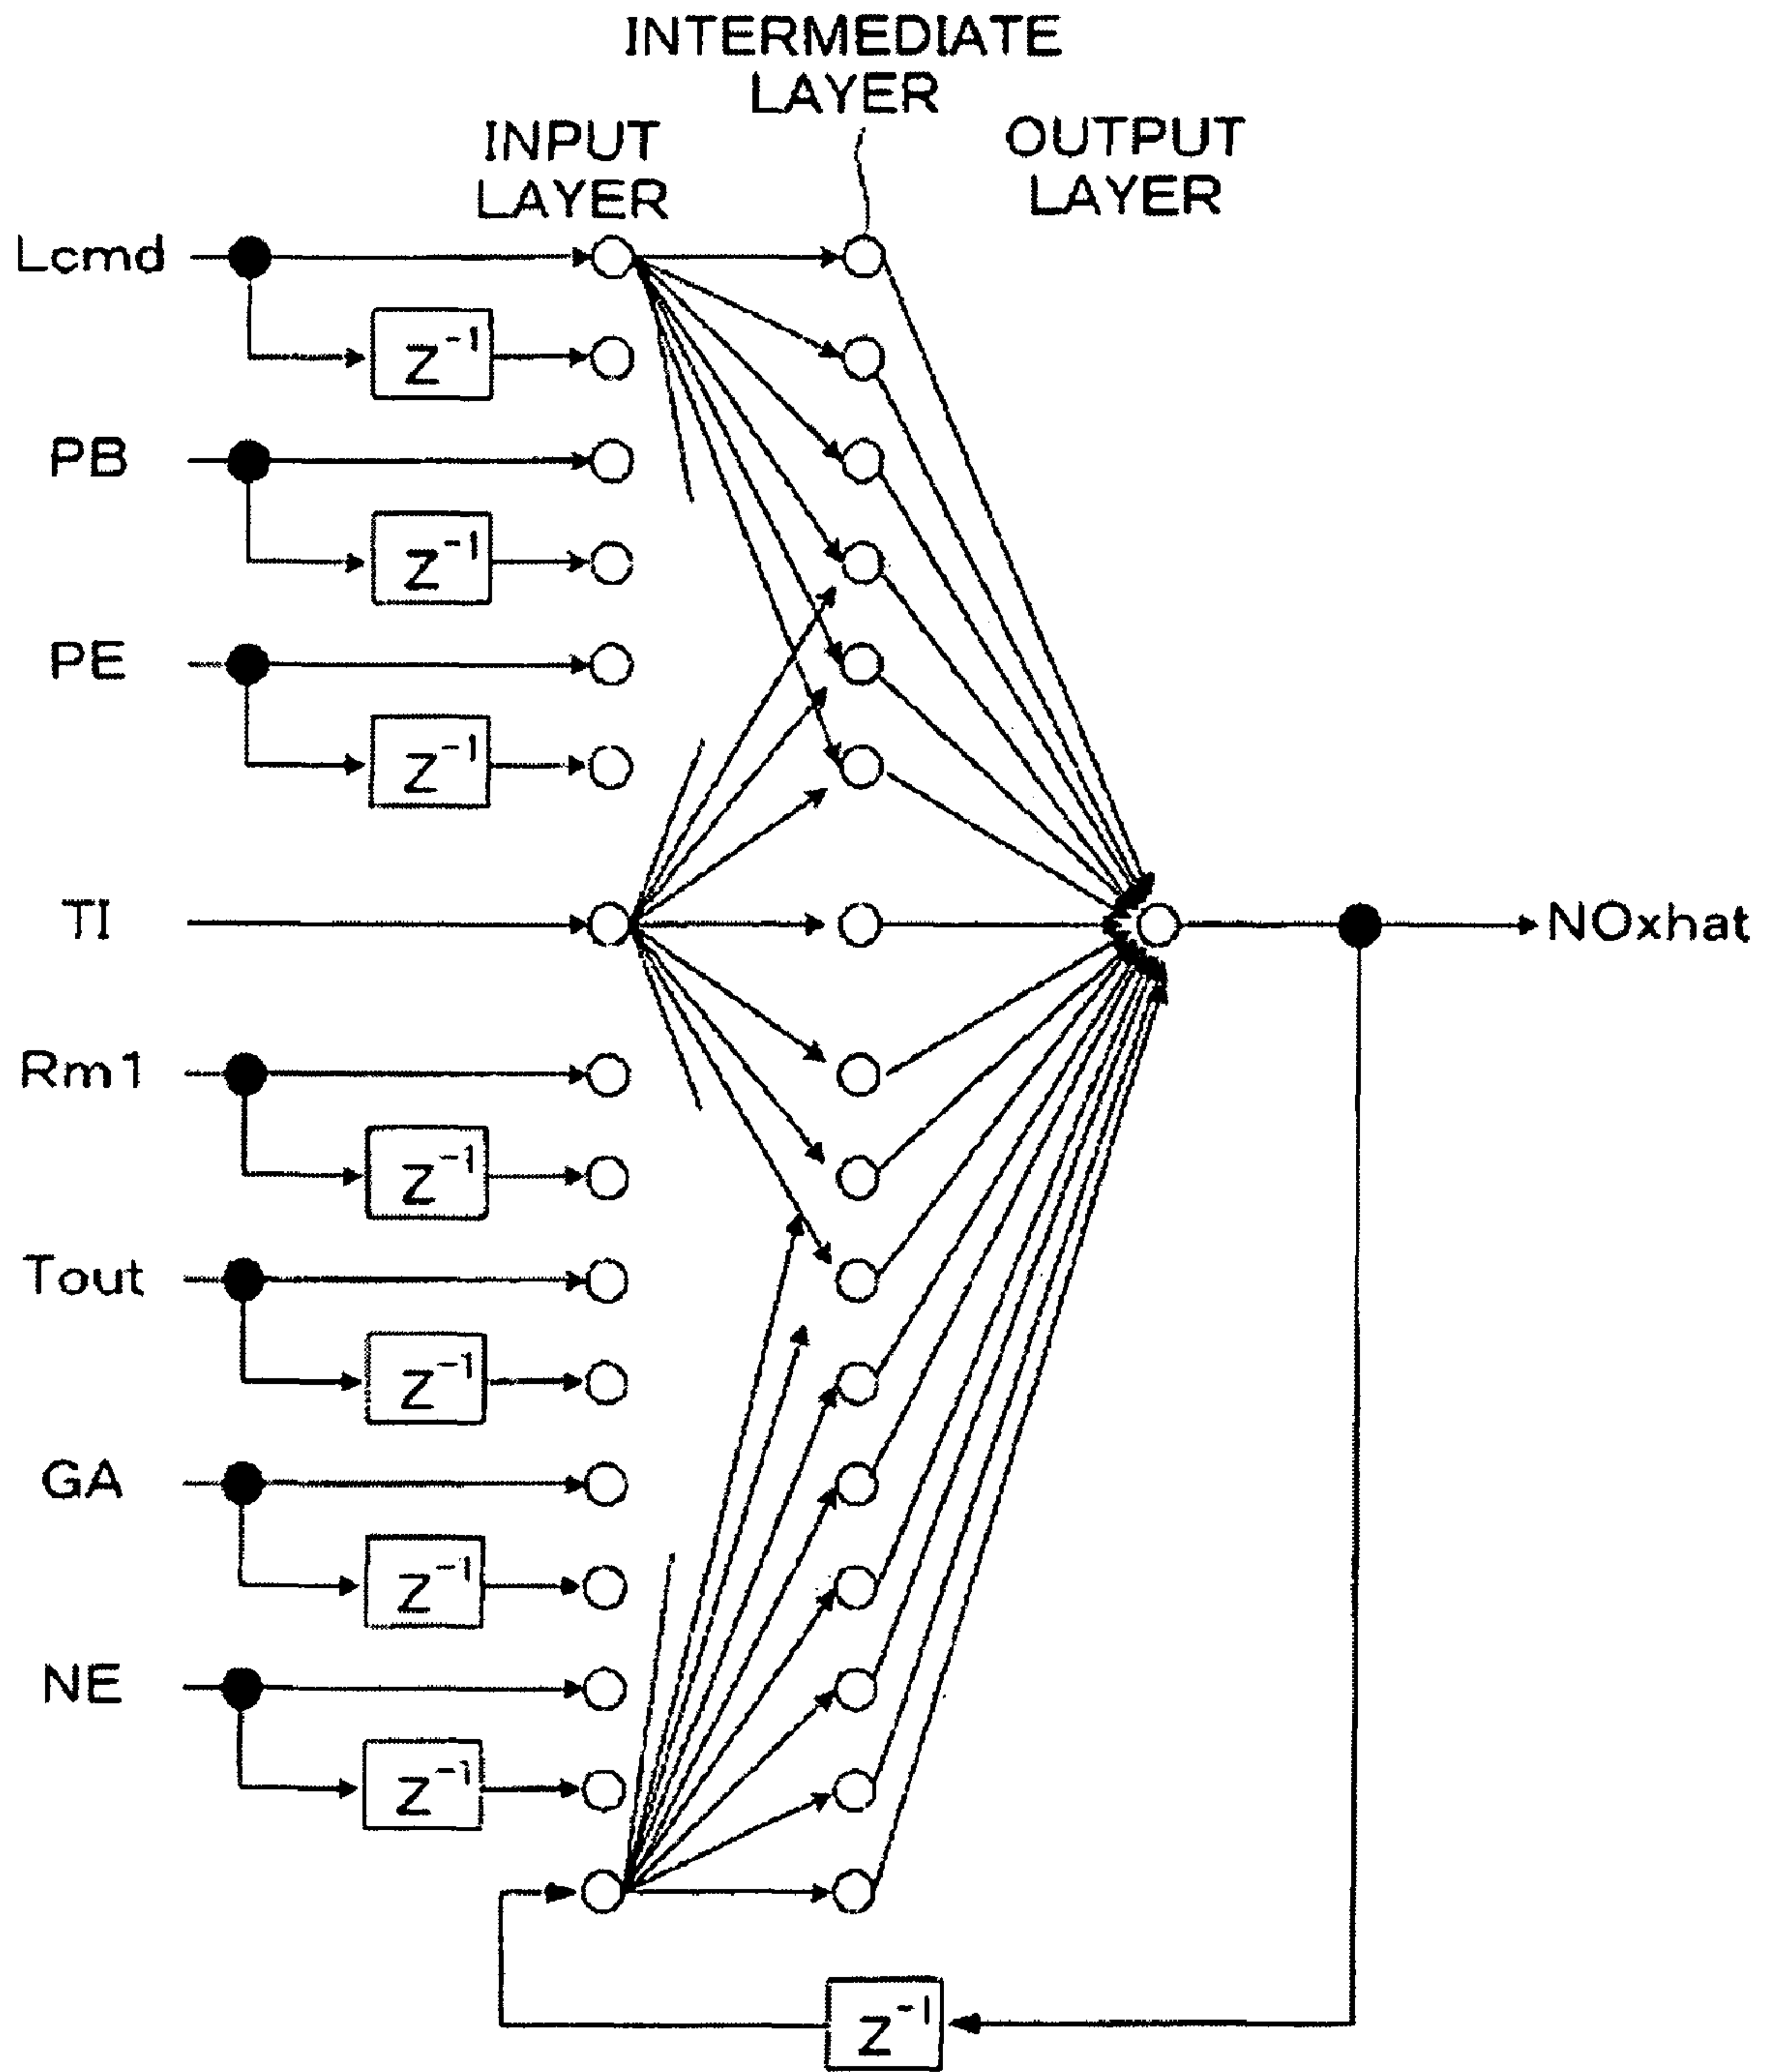 INTERMEDIATE
LAYER
INPUT
LAYER
OUTPUT
LAYER
Lcmd
z⁻¹
PB
z⁻¹
PE
z⁻¹
TI
NOxhat
Rm1
z⁻¹
Tout
z⁻¹
GA
z⁻¹
NE
z⁻¹
z⁻¹